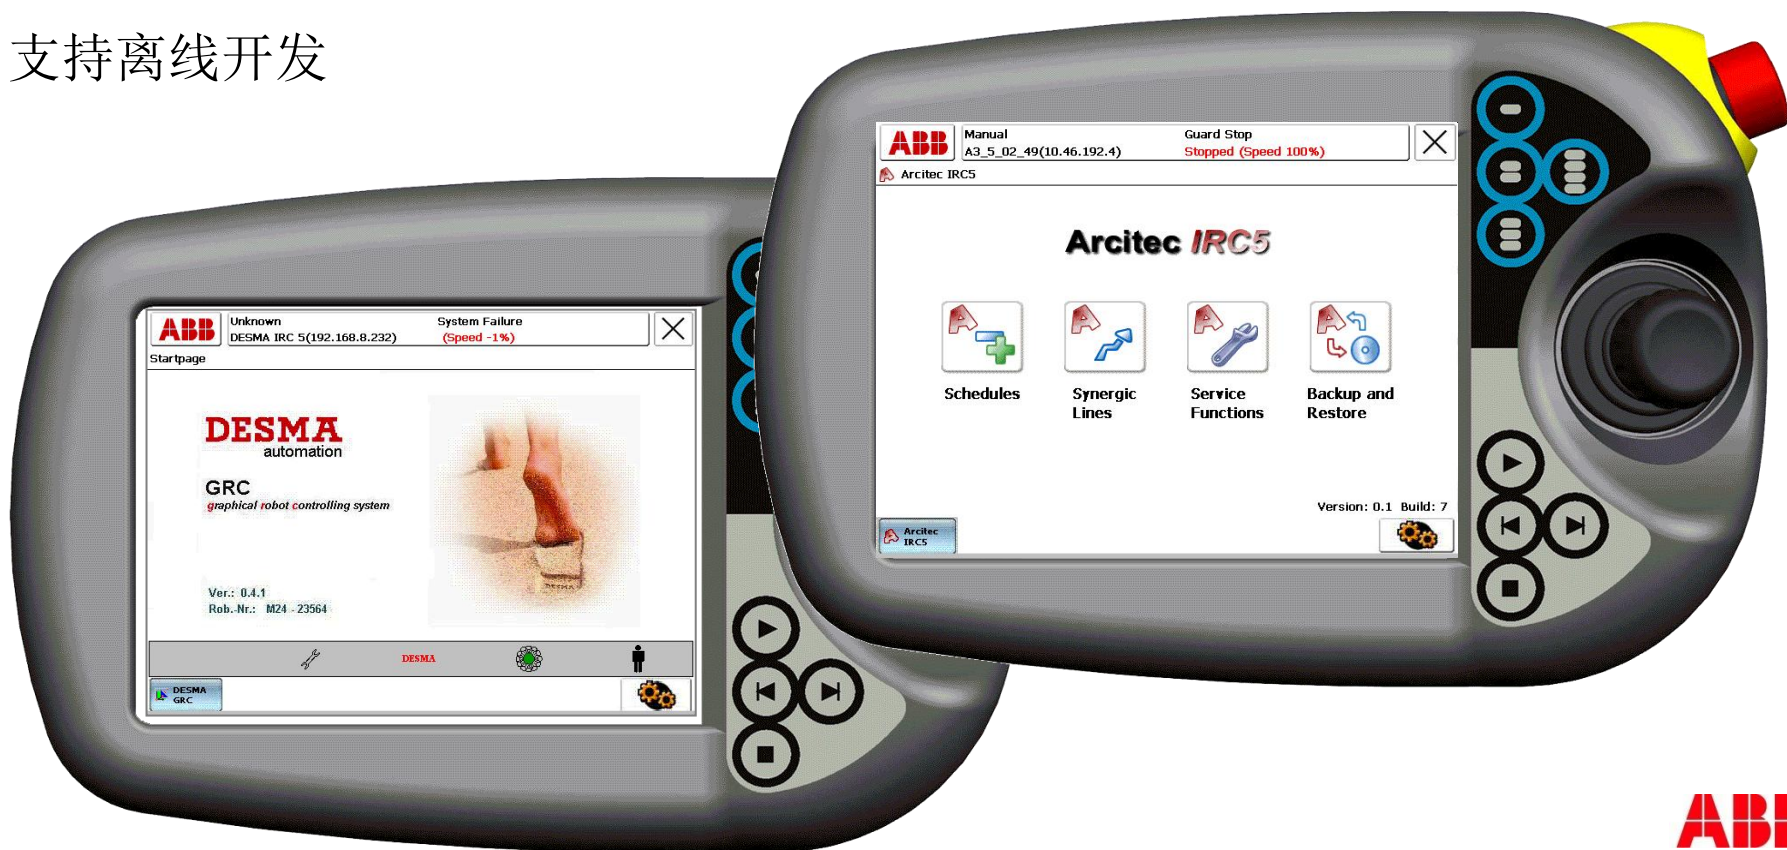 支持离线开发
ABB
Manual
Guard Stop
A3_5_02_49(10.46.192.4)
Stopped (Speed 100%)
Arcitec IRC5
Arcitec IRC5
Schedules
Synergic
Lines
Service
Functions
Backup and
Restore
Version: 0.1 Build: 7
Arcitec
IRC5
ABB
Unknown
System Failure
DESMA IRC 5(192.168.8.232)
(Speed -1%)
Startpage
DESMA
automation
GRC
graphical robot controlling system
DESMA
Ver.: 0.4.1
Rob.-Nr.: M24 - 23564
DESMA
DESMA
GRC
ABB